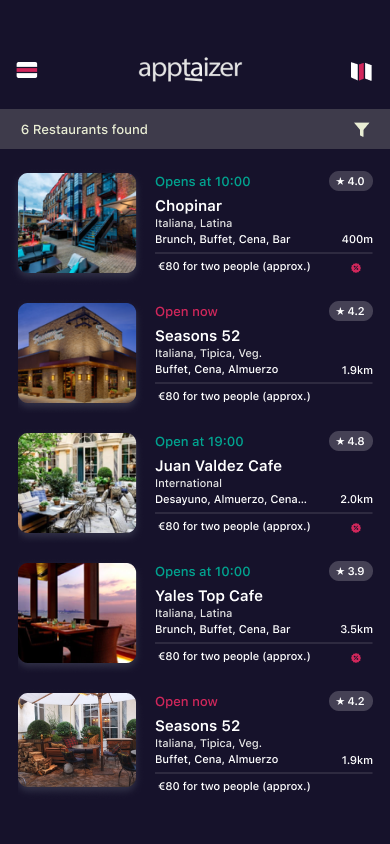 apptaizer
6 Restaurants found
Opens at 10:00
★ 4.0
Chopinar
Italiana, Latina
Brunch, Buffet, Cena, Bar
400m
€80 for two people (approx.)
Open now
★ 4.2
Seasons 52
Italiana, Tipica, Veg.
Buffet, Cena, Almuerzo
1.9km
€80 for two people (approx.)
Open at 19:00
★ 4.8
Juan Valdez Cafe
International
Desayuno, Almuerzo, Cena...
2.0km
€80 for two people (approx.)
Opens at 10:00
★ 3.9
Yales Top Cafe
Italiana, Latina
Brunch, Buffet, Cena, Bar
3.5km
€80 for two people (approx.)
Open now
★ 4.2
Seasons 52
Italiana, Tipica, Veg.
Buffet, Cena, Almuerzo
1.9km
€80 for two people (approx.)